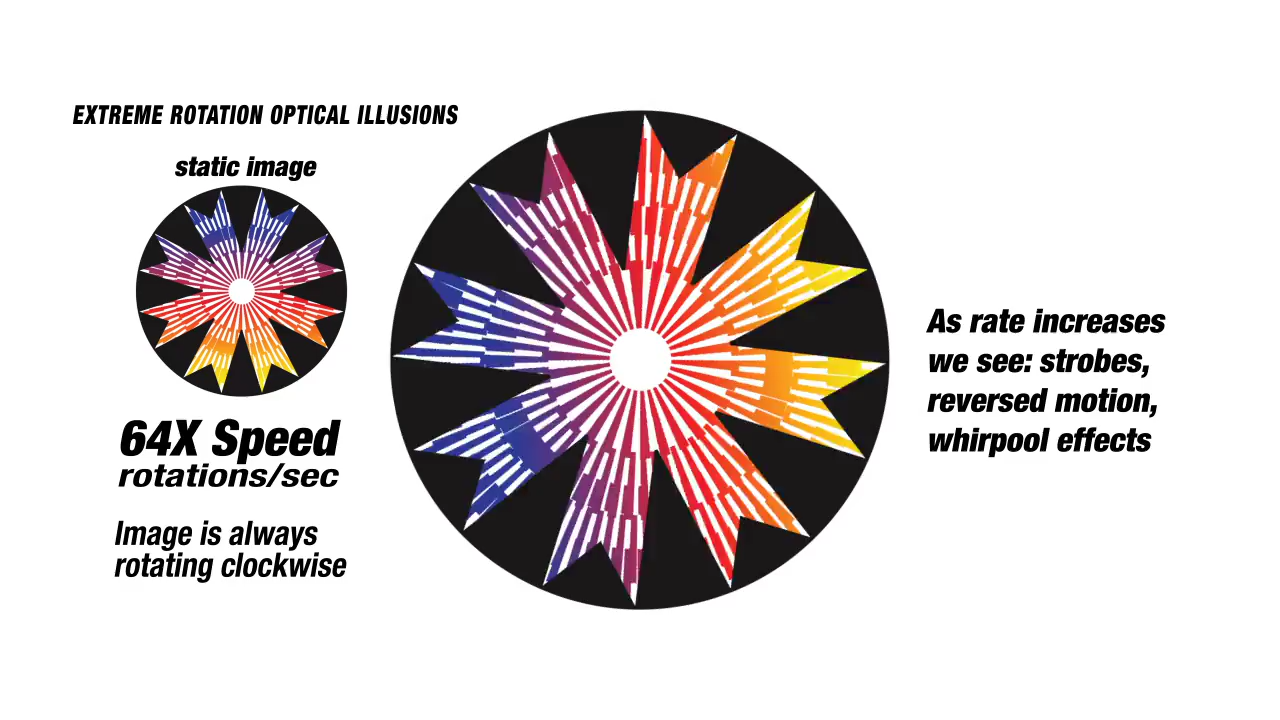 EXTREME ROTATION OPTICAL ILLUSIONS
static image
64X Speed
rotations/sec
Image is always
rotating clockwise
As rate increases
we see: strobes,
reversed motion,
whirpool effects